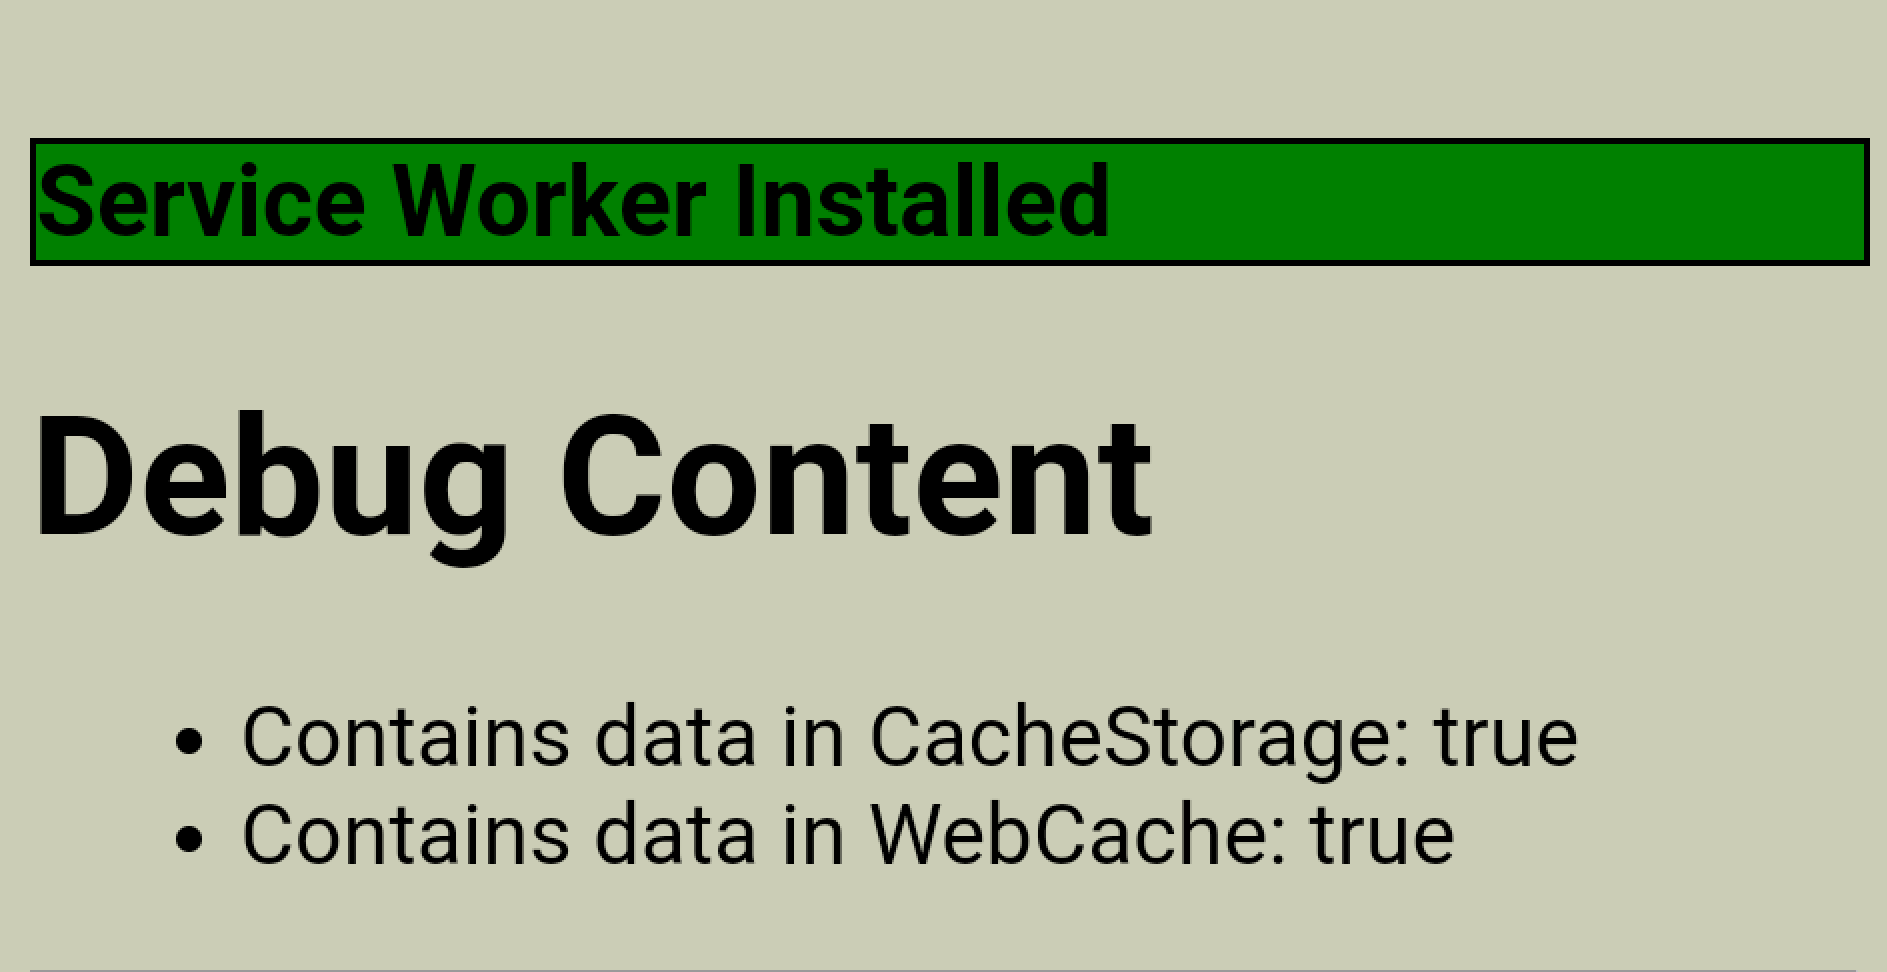 Service Worker Installed
Debug Content
Contains data in CacheStorage: true
Contains data in WebCache: true